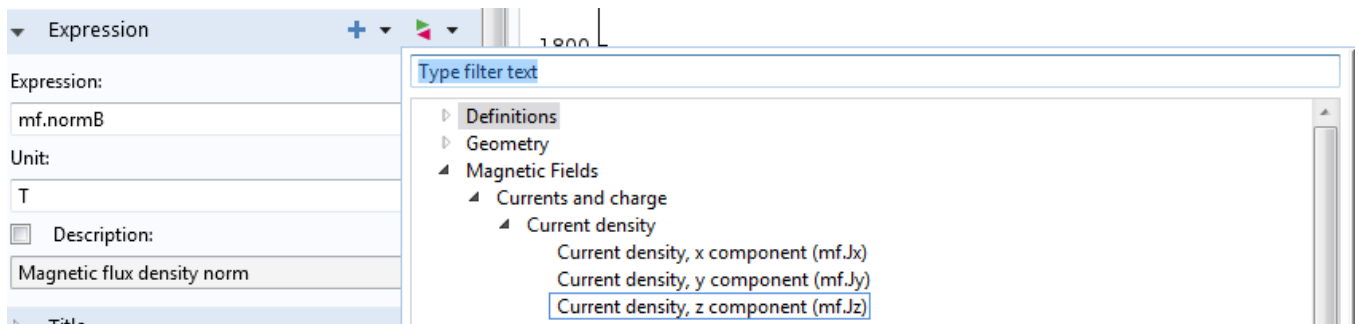 Expression
1800
Type filter text
Expression:
mf.normB
Unit:
T
Description:
Magnetic flux density norm
Definitions
Geometry
Magnetic Fields
Currents and charge
Current density
Current density, x component (mf.Jx)
Current density, y component (mf.Jy)
Current density, z component (mf.Jz)
Title